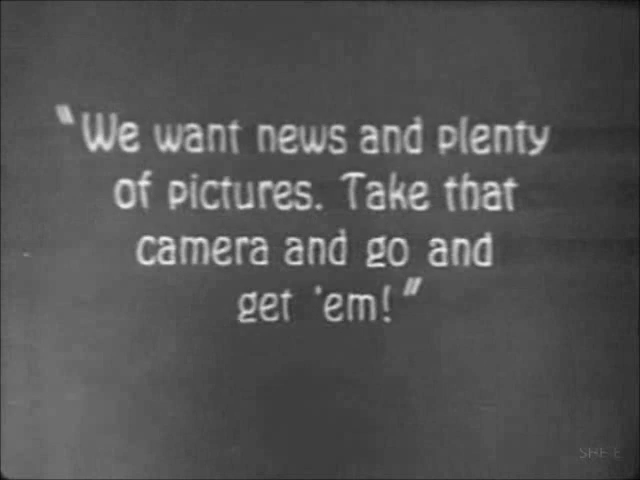 "We want news and plenty
of pictures. Take that
camera and go and
get 'em!"